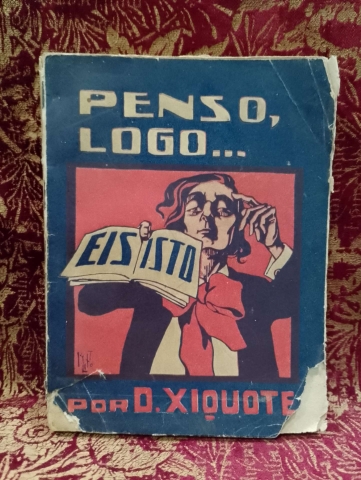 PENSO,
LOGO...
EIS ISTO
POR D. XIQUOTE